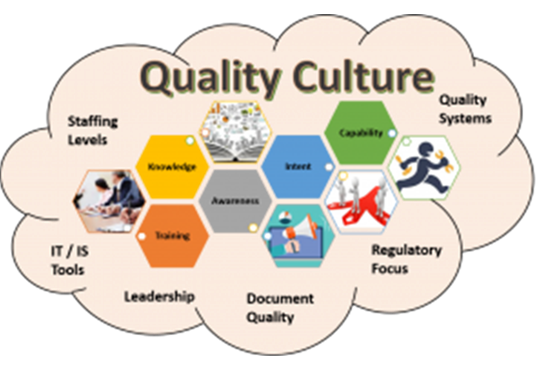 Quality Culture
Quality
Systems
Staffing
Levels
Capability
Knowledge
Intent
Awareness
Training
IT / IS
Tools
Regulatory
Focus
Leadership
Document
Quality